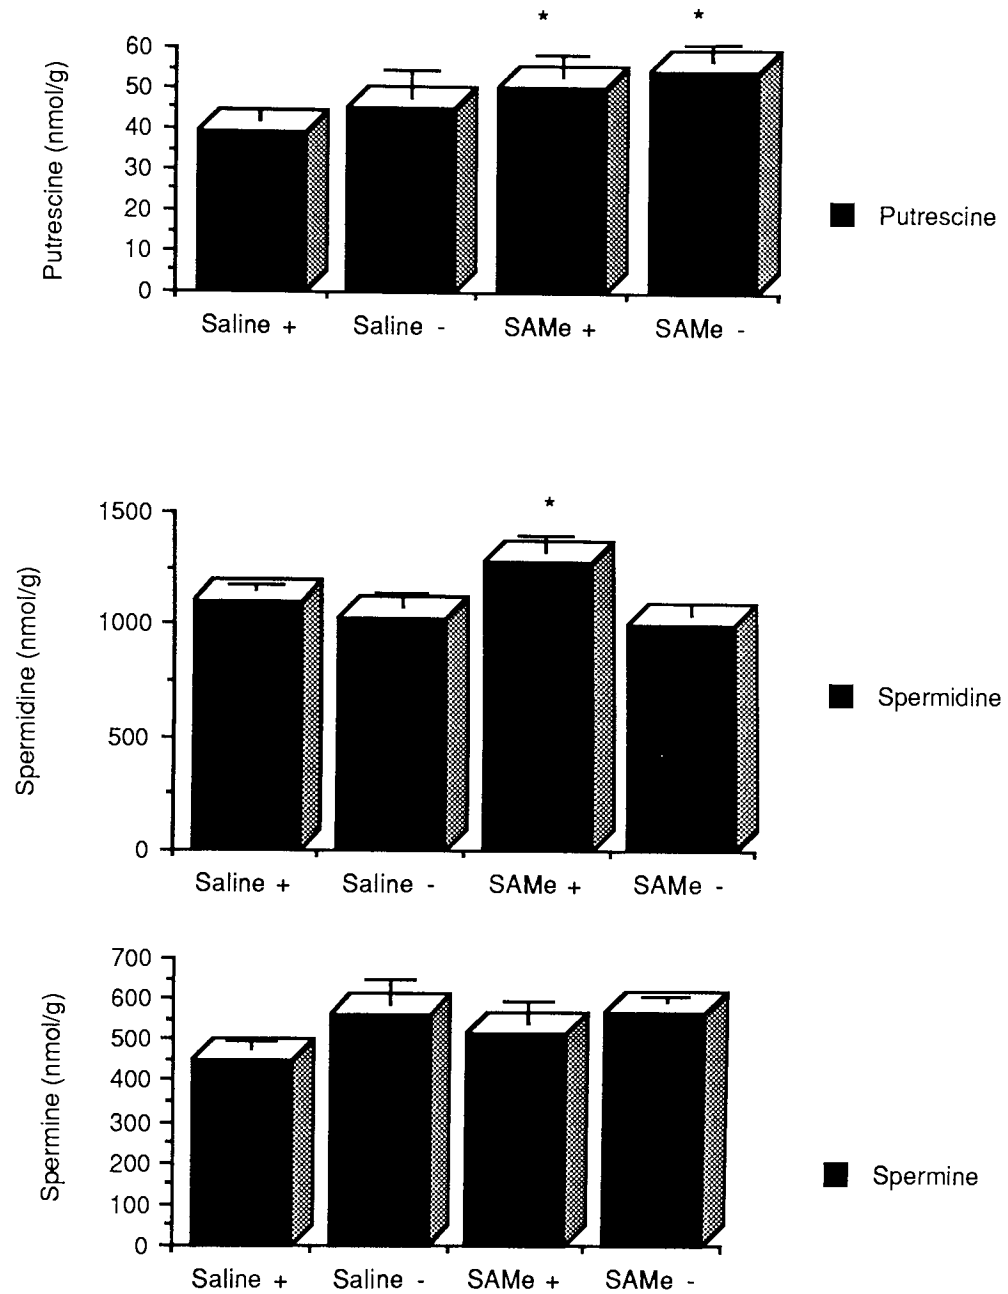 *
*
60
50
40
30
20
10
0
Putrescine (nmol/g)
Saline +
Saline -
SAMe +
SAMe -
Putrescine
*
1500
1000
500
0
Spermidine (nmol/g)
Saline +
Saline -
SAMe +
SAMe -
Spermidine
700
600
500
400
300
200
100
0
Spermine (nmol/g)
Saline +
Saline -
SAMe +
SAMe -
Spermine